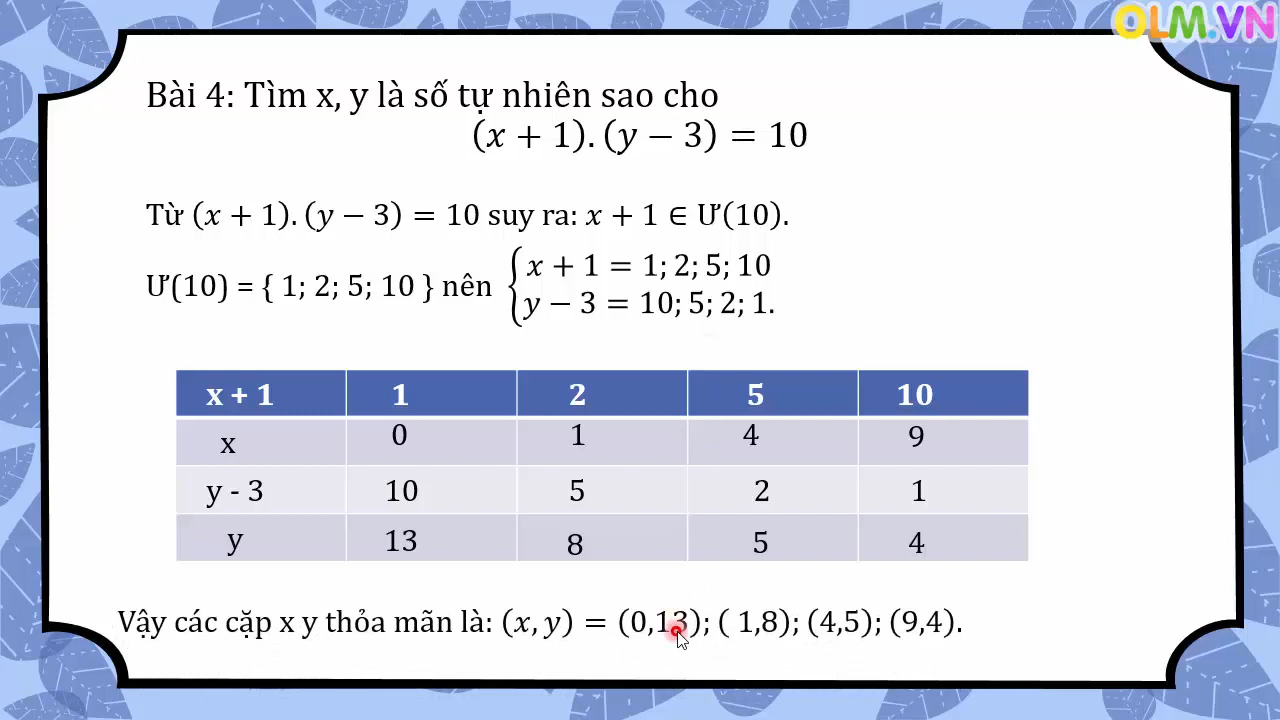 OLM.VN
Bài 4: Tìm x, y là số tự nhiên sao cho
(x + 1). (y − 3) = 10
Từ (x + 1). (y − 3) = 10 suy ra: x + 1 ∈ Ư(10).
Ư(10) = { 1; 2; 5; 10 } nên { x + 1 = 1; 2; 5; 10
y − 3 = 10; 5; 2; 1.
x + 1 1 2 5 10
x 0 1 4 9
y - 3 10 5 2 1
y 13 8 5 4
Vậy các cặp x y thỏa mãn là: (x, y) = (0,13); ( 1,8); (4,5); (9,4).